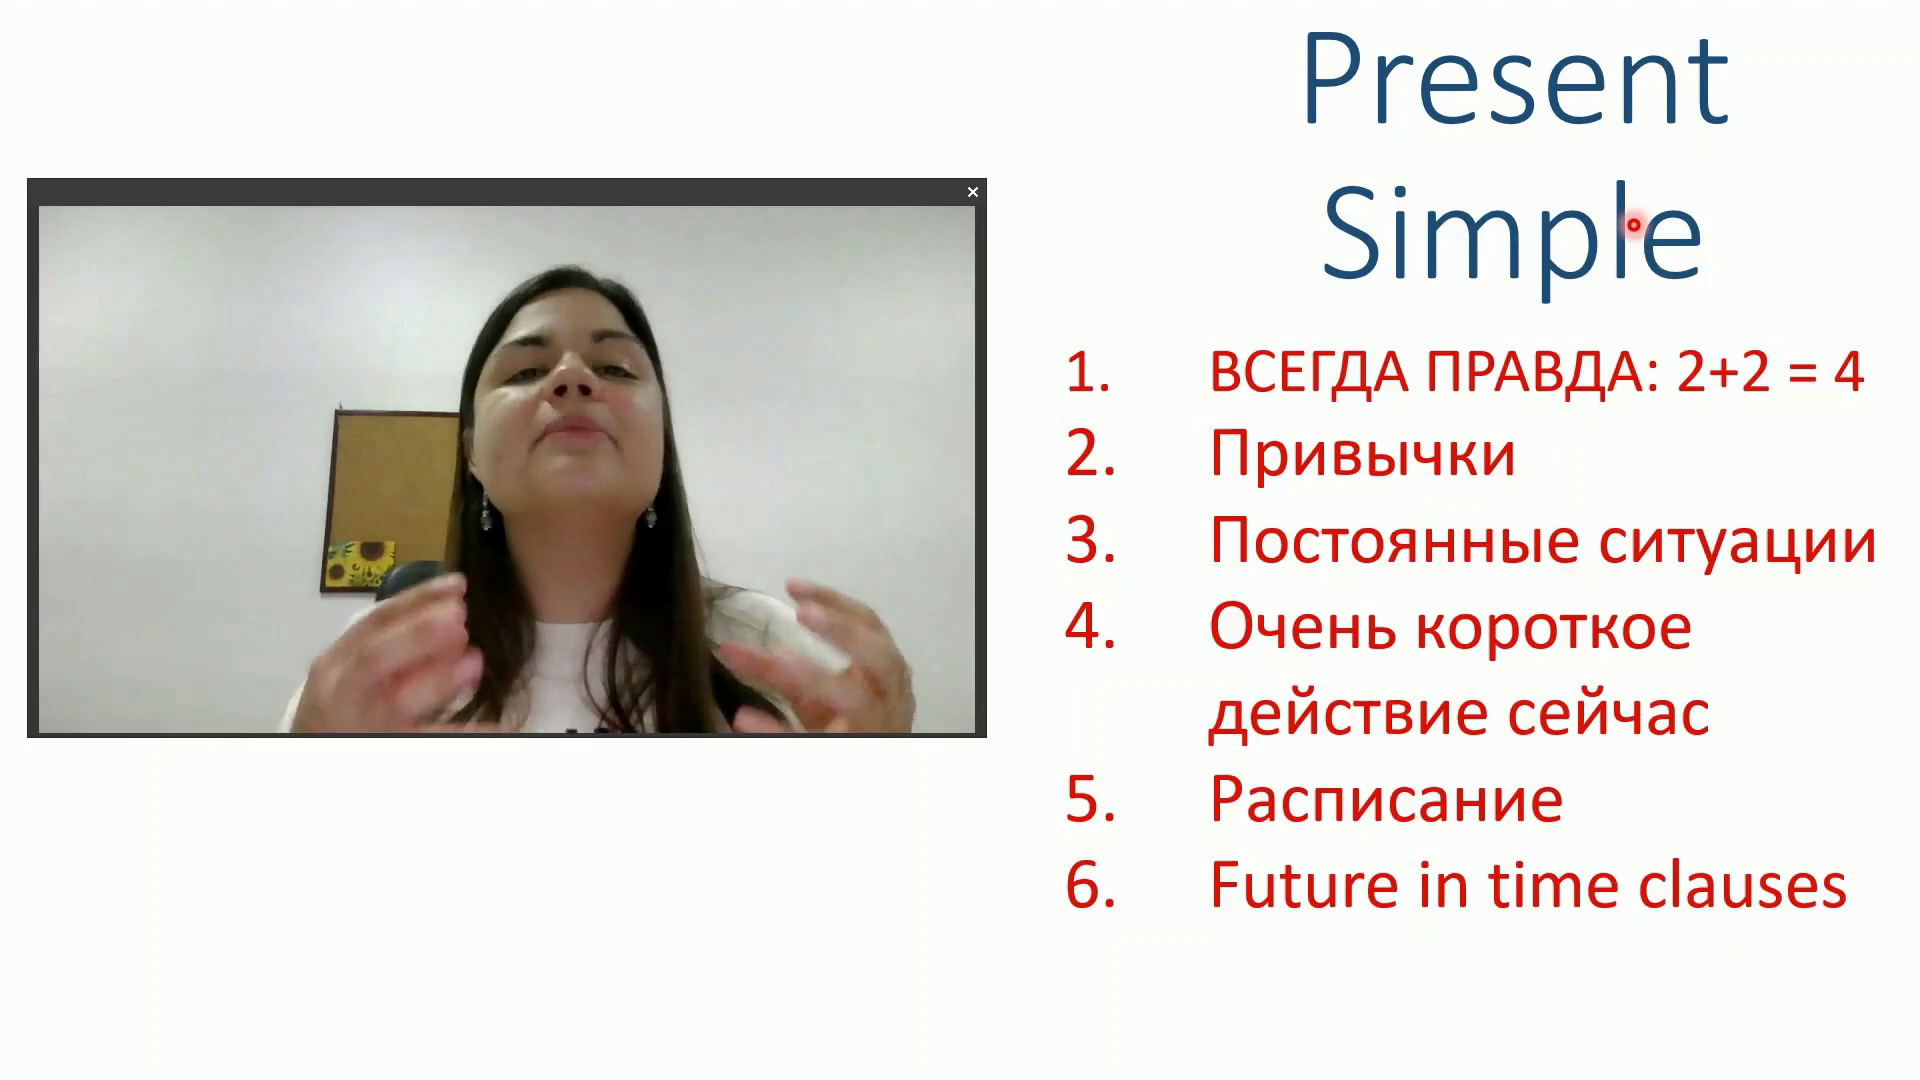 Present
Simple
1. ВСЕГДА ПРАВДА: 2+2 = 4
2. Привычки
3. Постоянные ситуации
4. Очень короткое
действие сейчас
5. Расписание
6. Future in time clauses